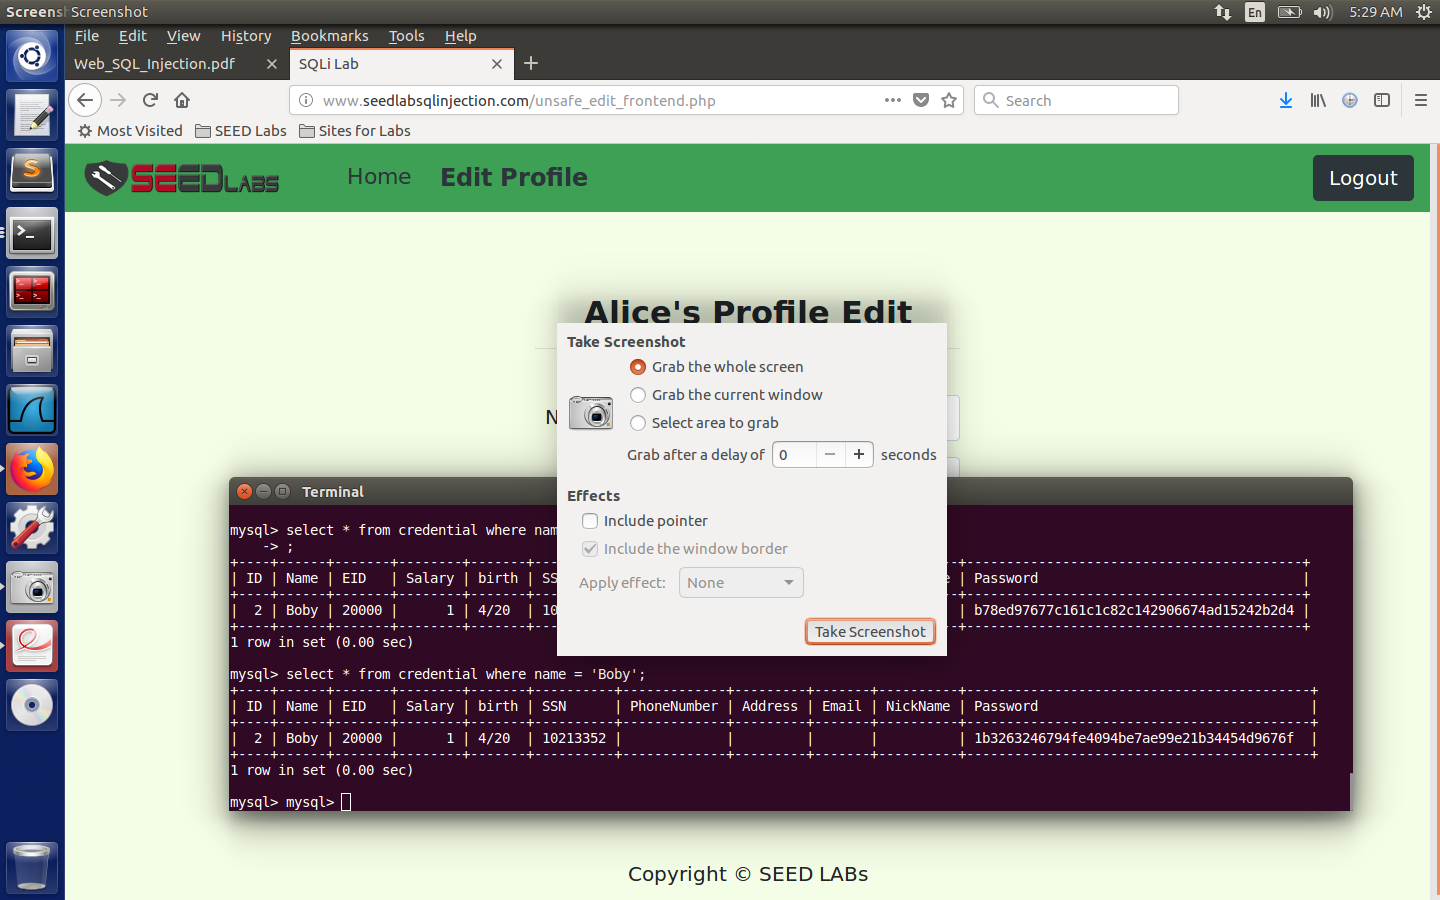 Screens Screenshot
En 5:29 AM
File Edit View History Bookmarks Tools Help
Web_SQL_Injection.pdf SQLi Lab
www.seedlabsqlinjection.com/unsafe_edit_frontend.php
Search
Most Visited SEED Labs Sites for Labs
SEEDLABS Home Edit Profile Logout
Alice's Profile Edit
N
Take Screenshot
Grab the whole screen
Grab the current window
Select area to grab
Grab after a delay of 0 − + seconds
Effects
Include pointer
Include the window border
Apply effect: None
Take Screenshot
Terminal
mysql> select * from credential where nam
-> ;
+----+------+-------+--------+-------+--- -+-------------------------------------------+
| ID | Name | EID   | Salary | birth | SS e | Password                                  |
+----+------+-------+--------+-------+--- -+-------------------------------------------+
|  2 | Boby | 20000 |      1 | 4/20  | 10 | b78ed97677c161c1c82c142906674ad15242b2d4 |
+----+------+-------+--------+-------+--- -+-------------------------------------------+
1 row in set (0.00 sec)
mysql> select * from credential where name = 'Boby';
+----+------+-------+--------+-------+----------+-------------+---------+-------+----------+--------------------------------------------+
| ID | Name | EID   | Salary | birth | SSN      | PhoneNumber | Address | Email | NickName | Password                                   |
+----+------+-------+--------+-------+----------+-------------+---------+-------+----------+--------------------------------------------+
|  2 | Boby | 20000 |      1 | 4/20  | 10213352 |             |         |       |          | 1b3263246794fe4094be7ae99e21b34454d9676f  |
+----+------+-------+--------+-------+----------+-------------+---------+-------+----------+--------------------------------------------+
1 row in set (0.00 sec)
mysql> mysql>
Copyright © SEED LABs